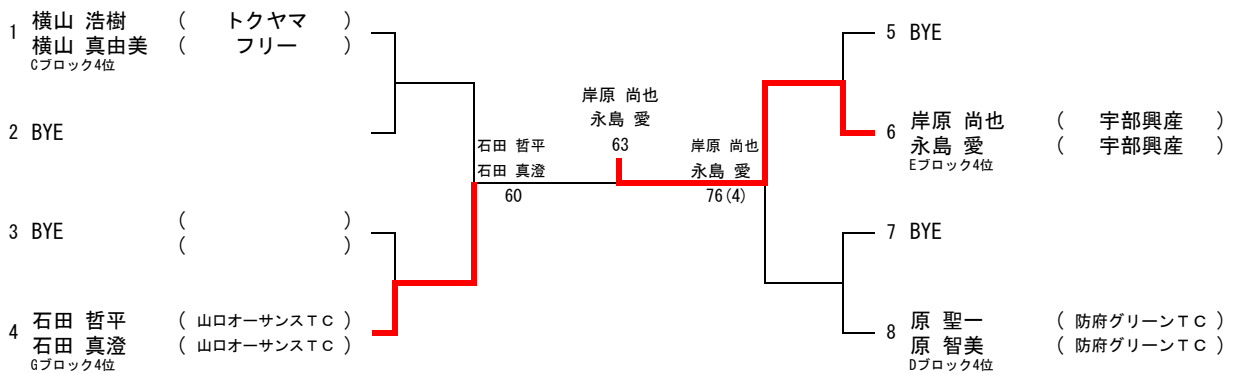 1 横山 浩樹 ( トクヤマ )
横山 真由美 ( フリー )
Cブロック4位
2 BYE
3 BYE ( )
( )
4 石田 哲平 ( 山口オーサンスTC )
石田 真澄 ( 山口オーサンスTC )
Gブロック4位
石田 哲平
石田 真澄
60
岸原 尚也
永島 愛
63
岸原 尚也
永島 愛
76(4)
5 BYE
6 岸原 尚也 ( 宇部興産 )
永島 愛 ( 宇部興産 )
Eブロック4位
7 BYE
8 原 聖一 ( 防府グリーンTC )
原 智美 ( 防府グリーンTC )
Dブロック4位